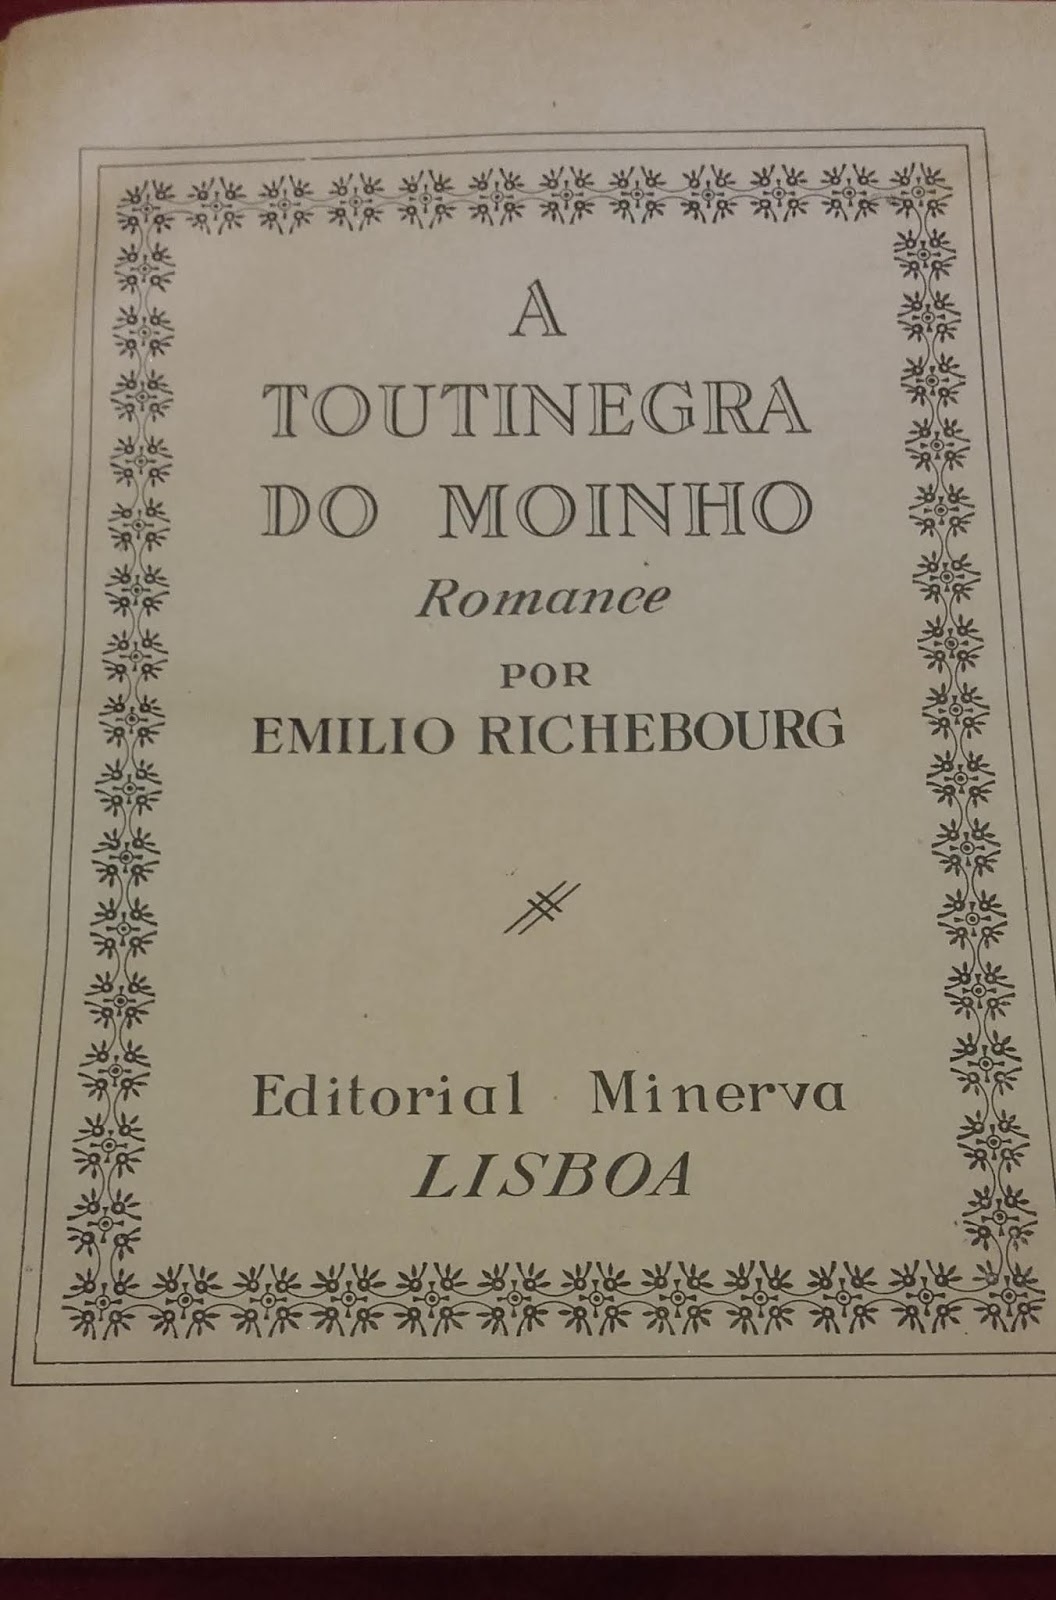 A
TOUTINEGRA
DO MOINHO
Romance
POR
EMILIO RICHEBOURG
Editorial Minerva
LISBOA